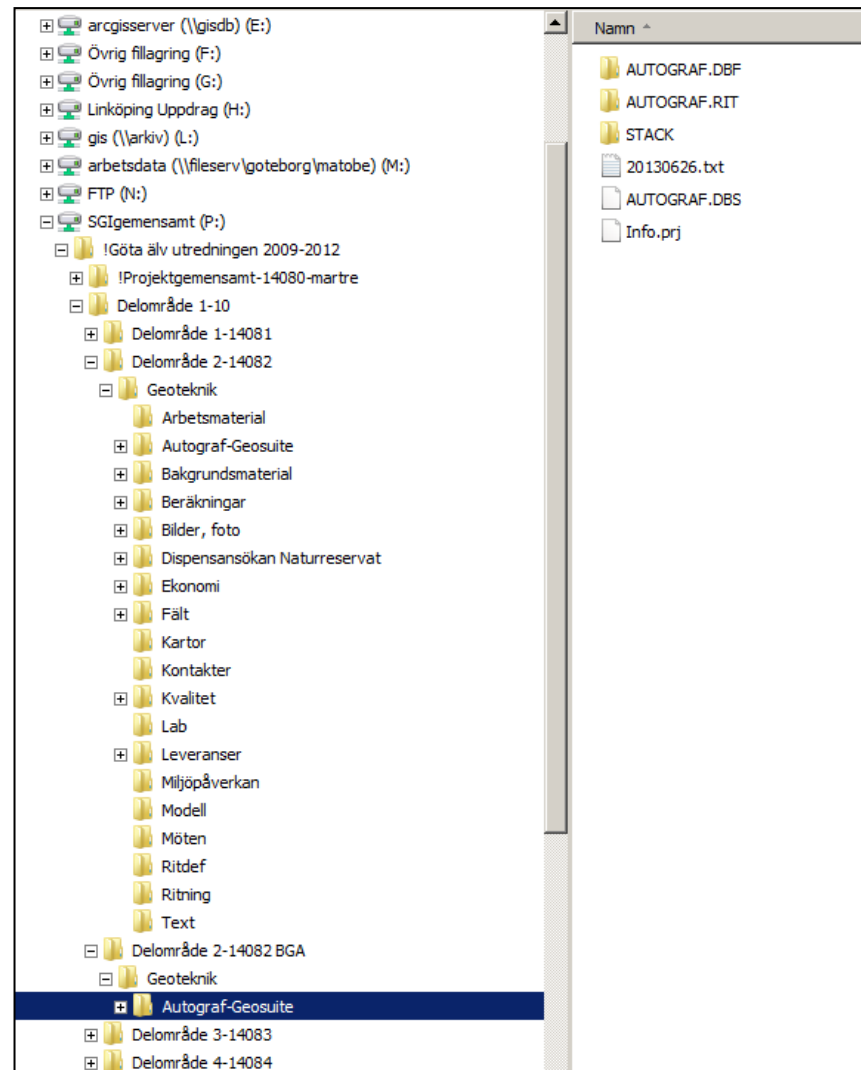 arcgisserver (\\gisdb) (E:)
Övrig fillagring (F:)
Övrig fillagring (G:)
Linköping Uppdrag (H:)
gis (\\arkiv) (L:)
arbetsdata (\\fileserv\goteborg\matobe) (M:)
FTP (N:)
SGIgemensamt (P:)
!Göta älv utredningen 2009-2012
!Projektgemensamt-14080-martre
Delområde 1-10
Delområde 1-14081
Delområde 2-14082
Geoteknik
Arbetsmaterial
Autograf-Geosuite
Bakgrundsmaterial
Beräkningar
Bilder, foto
Dispensansökan Naturreservat
Ekonomi
Fält
Kartor
Kontakter
Kvalitet
Lab
Leveranser
Miljöpåverkan
Modell
Möten
Ritdef
Ritning
Text
Delområde 2-14082 BGA
Geoteknik
Autograf-Geosuite
Delområde 3-14083
Delområde 4-14084
Namn
AUTOGRAF.DBF
AUTOGRAF.RIT
STACK
20130626.txt
AUTOGRAF.DBS
Info.prj